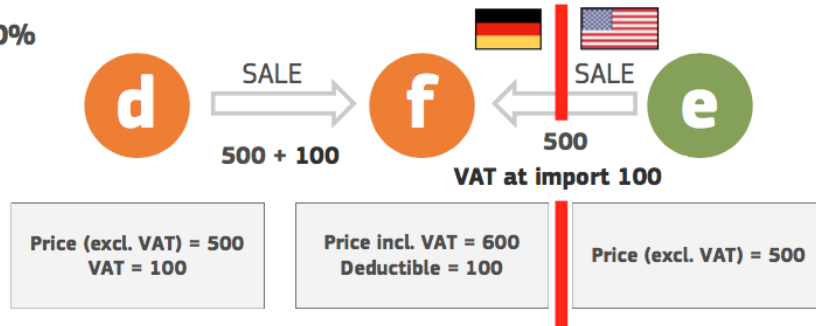 0%
SALE
SALE
d
f
e
500 + 100
500
VAT at import 100
Price (excl. VAT) = 500
VAT = 100
Price incl. VAT = 600
Deductible = 100
Price (excl. VAT) = 500